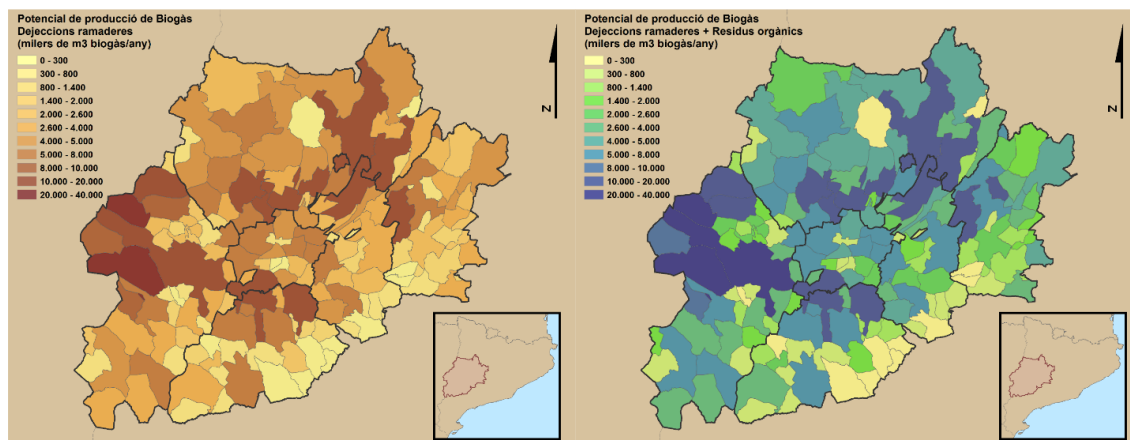 Potencial de producció de Biogàs
Dejeccions ramaderes
(milers de m3 biogàs/any)
0 - 300
300 - 800
800 - 1.400
1.400 - 2.000
2.000 - 2.600
2.600 - 4.000
4.000 - 5.000
5.000 - 8.000
8.000 - 10.000
10.000 - 20.000
20.000 - 40.000
N
Potencial de producció de Biogàs
Dejeccions ramaderes + Residus orgànics
(milers de m3 biogàs/any)
0 - 300
300 - 800
800 - 1.400
1.400 - 2.000
2.000 - 2.600
2.600 - 4.000
4.000 - 5.000
5.000 - 8.000
8.000 - 10.000
10.000 - 20.000
20.000 - 40.000
N